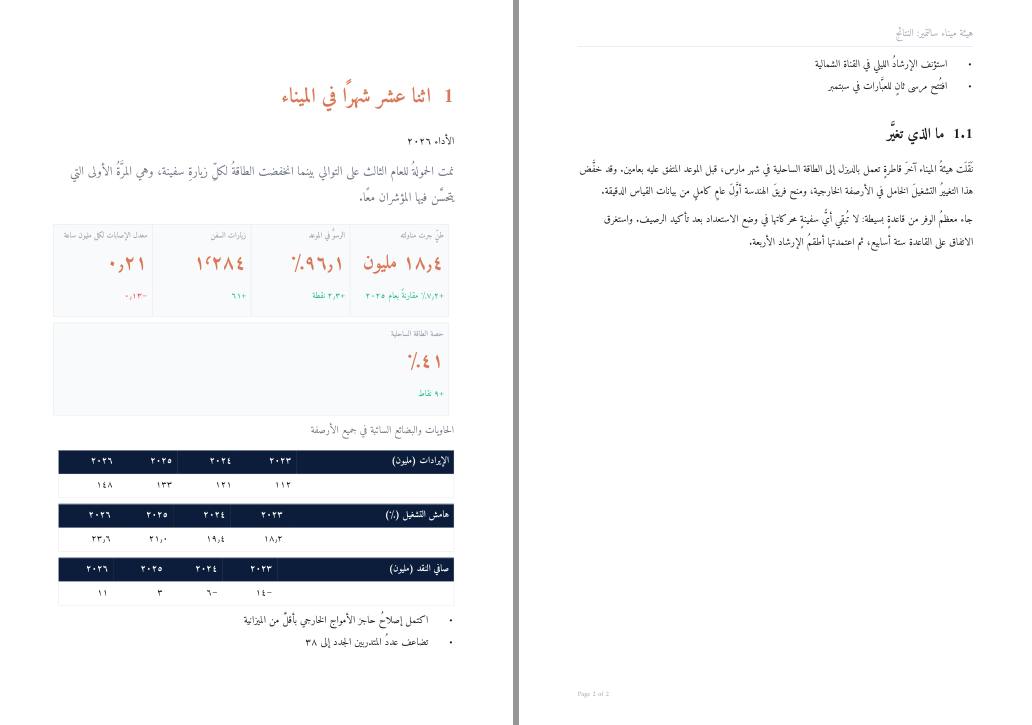 1 اثنا عشر شهرًا في الميناء
الأداء ٢٠٢٦
نمت الحمولةُ للعام الثالث على التوالي بينما انخفضت الطاقةُ لكلّ زيارةِ سفينة، وهي المرَّةُ الأولى التي
يتحسَّن فيها المؤشران معًا.
طنٍّ جرت مناولته
١٨٫٤ مليون
+٧٫٢٪ مقارنةً بعام ٢٠٢٥
الرسوُّ في الموعد
٩٦٫١٪
+٢٫٣ نقطة
زيارات السفن
١٬٢٨٤
+٦١
معدل الإصابات لكل مليون ساعة
٠٫٢١
−٠٫١٣
حصة الطاقة الساحلية
٤١٪
+٩ نقاط
الحاويات والبضائع السائبة في جميع الأرصفة
الإيرادات (مليون) ٢٠٢٣ ٢٠٢٤ ٢٠٢٥ ٢٠٢٦
١١٢ ١٢١ ١٣٣ ١٤٨
هامش التشغيل (٪) ٢٠٢٣ ٢٠٢٤ ٢٠٢٥ ٢٠٢٦
١٨٫٢ ١٩٫٤ ٢١٫٠ ٢٣٫٦
صافي النقد (مليون) ٢٠٢٣ ٢٠٢٤ ٢٠٢٥ ٢٠٢٦
−١٤ −٦ ٣ ١١
• اكتمل إصلاحُ حاجز الأمواج الخارجي بأقلَّ من الميزانية
• تضاعف عددُ المتدربين الجدد إلى ٣٨
هيئة ميناء سالتمير: النتائج
• استؤنف الإرشادُ الليلي في القناة الشمالية
• افتُتح مرسى ثانٍ للعبَّارات في سبتمبر
1.1 ما الذي تغيَّر
نَقَلَت هيئةُ الميناء آخرَ قاطرةٍ تعمل بالديزل إلى الطاقة الساحلية في شهر مارس، قبل الموعد المتفق عليه بعامين. وقد خفَّض
هذا التغييرُ التشغيلَ الخامل في الأرصفة الخارجية، ومنح فريقَ الهندسة أوَّلَ عامٍ كاملٍ من بيانات القياس الدقيقة.
جاء معظمُ الوفر من قاعدةٍ بسيطة: لا تُبقي أيُّ سفينةٍ محركاتها في وضع الاستعداد بعد تأكيد الرصيف. واستغرق
الاتفاق على القاعدة ستة أسابيع، ثم اعتمدتها أطقمُ الإرشاد الأربعة.
Page 2 of 2